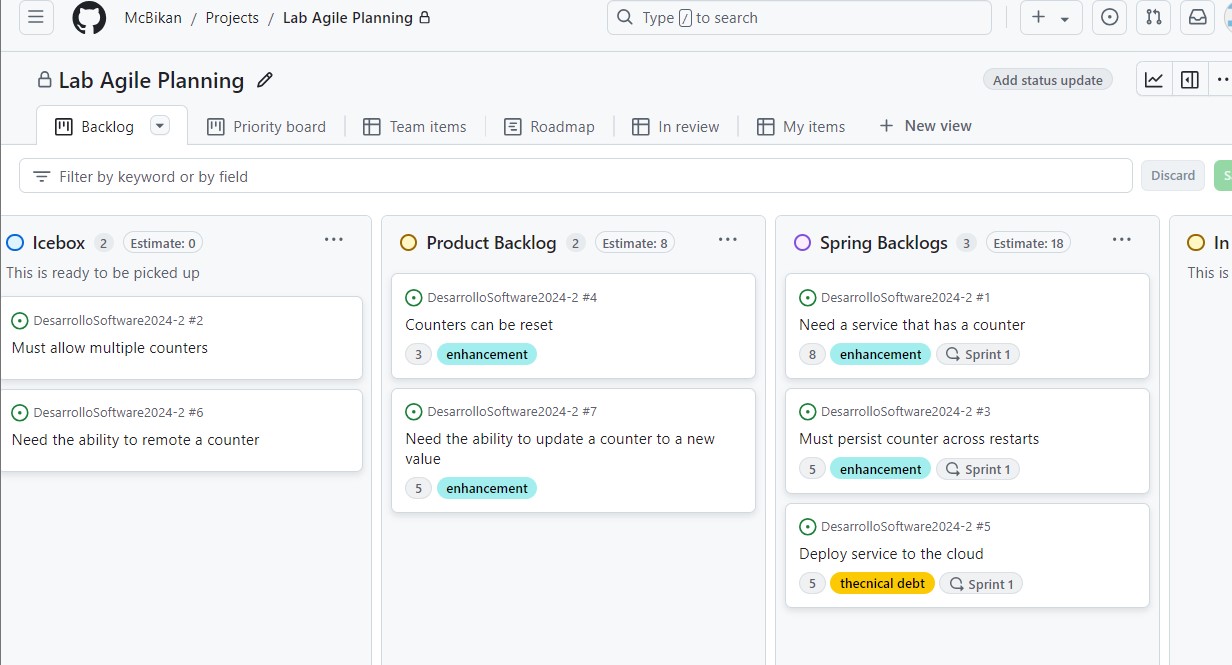 McBikan / Projects / Lab Agile Planning
Type / to search
Lab Agile Planning
Add status update
Backlog
Priority board
Team items
Roadmap
In review
My items
New view
Filter by keyword or by field
Discard
Icebox 2 Estimate: 0
This is ready to be picked up
DesarrolloSoftware2024-2 #2
Must allow multiple counters
DesarrolloSoftware2024-2 #6
Need the ability to remote a counter
Product Backlog 2 Estimate: 8
DesarrolloSoftware2024-2 #4
Counters can be reset
3 enhancement
DesarrolloSoftware2024-2 #7
Need the ability to update a counter to a new
value
5 enhancement
Spring Backlogs 3 Estimate: 18
DesarrolloSoftware2024-2 #1
Need a service that has a counter
8 enhancement Sprint 1
DesarrolloSoftware2024-2 #3
Must persist counter across restarts
5 enhancement Sprint 1
DesarrolloSoftware2024-2 #5
Deploy service to the cloud
5 thecnical debt Sprint 1
In
This is